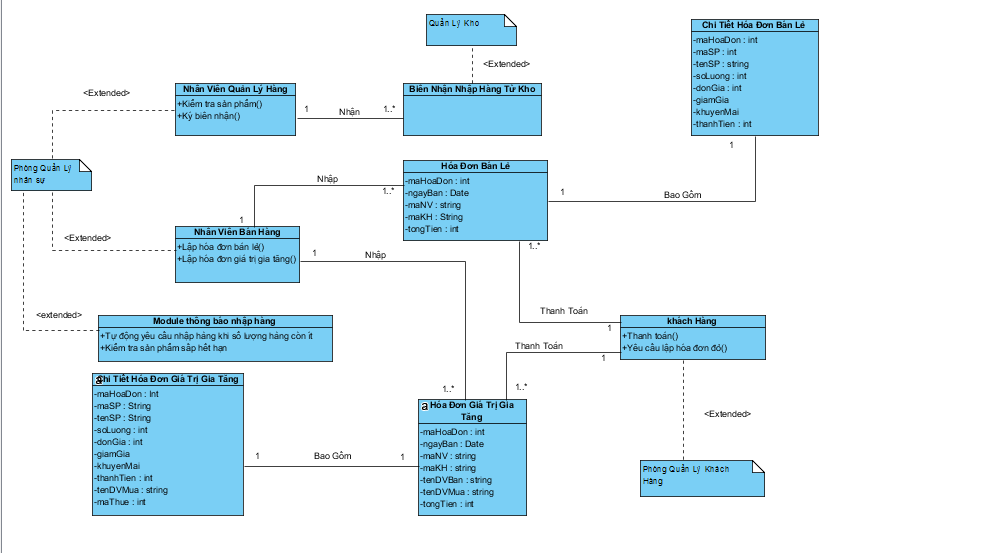 Quản Lý Kho
<Extended>
Chi Tiết Hóa Đơn Bán Lẻ
-maHoaDon : int
-maSP : int
-tenSP : string
-soLuong : int
-donGia : int
-giamGia
-khuyenMai
-thanhTien : int
1
<Extended>
Nhân Viên Quản Lý Hàng
+Kiểm tra sản phẩm()
+Ký biên nhận()
1
Nhận
1..*
Biên Nhận Nhập Hàng Từ Kho
Phòng Quản Lý
nhân sự
Nhập
1..*
1
Hóa Đơn Bán Lẻ
-maHoaDon : int
-ngayBan : Date
-maNV : string
-maKH : String
-tongTien : int
1
Bao Gồm
1..*
<Extended>
Nhân Viên Bán Hàng
+Lập hóa đơn bán lẻ()
+Lập hóa đơn giá trị gia tăng()
1
Nhập
<extended>
Module thông báo nhập hàng
+Tự động yêu cầu nhập hàng khi số lượng hàng còn ít
+Kiểm tra sản phẩm sắp hết hạn
Thanh Toán
1
khách Hàng
+Thanh toán()
+Yêu cầu lập hóa đơn đỏ()
Thanh Toán
1
1..*
1..*
Chi Tiết Hóa Đơn Giá Trị Gia Tăng
-maHoaDon : Int
-maSP : String
-tenSP : String
-soLuong : int
-donGia : int
-giamGia
-khuyenMai
-thanhTien : int
-tenDVMua : string
-maThue : int
1
Bao Gồm
1
a
Hóa Đơn Giá Trị Gia
Tăng
-maHoaDon : int
-ngayBan : Date
-maNV : string
-maKH : string
-tenDVBan : string
-tenDVMua : string
-tongTien : int
<Extended>
Phòng Quản Lý Khách
Hàng